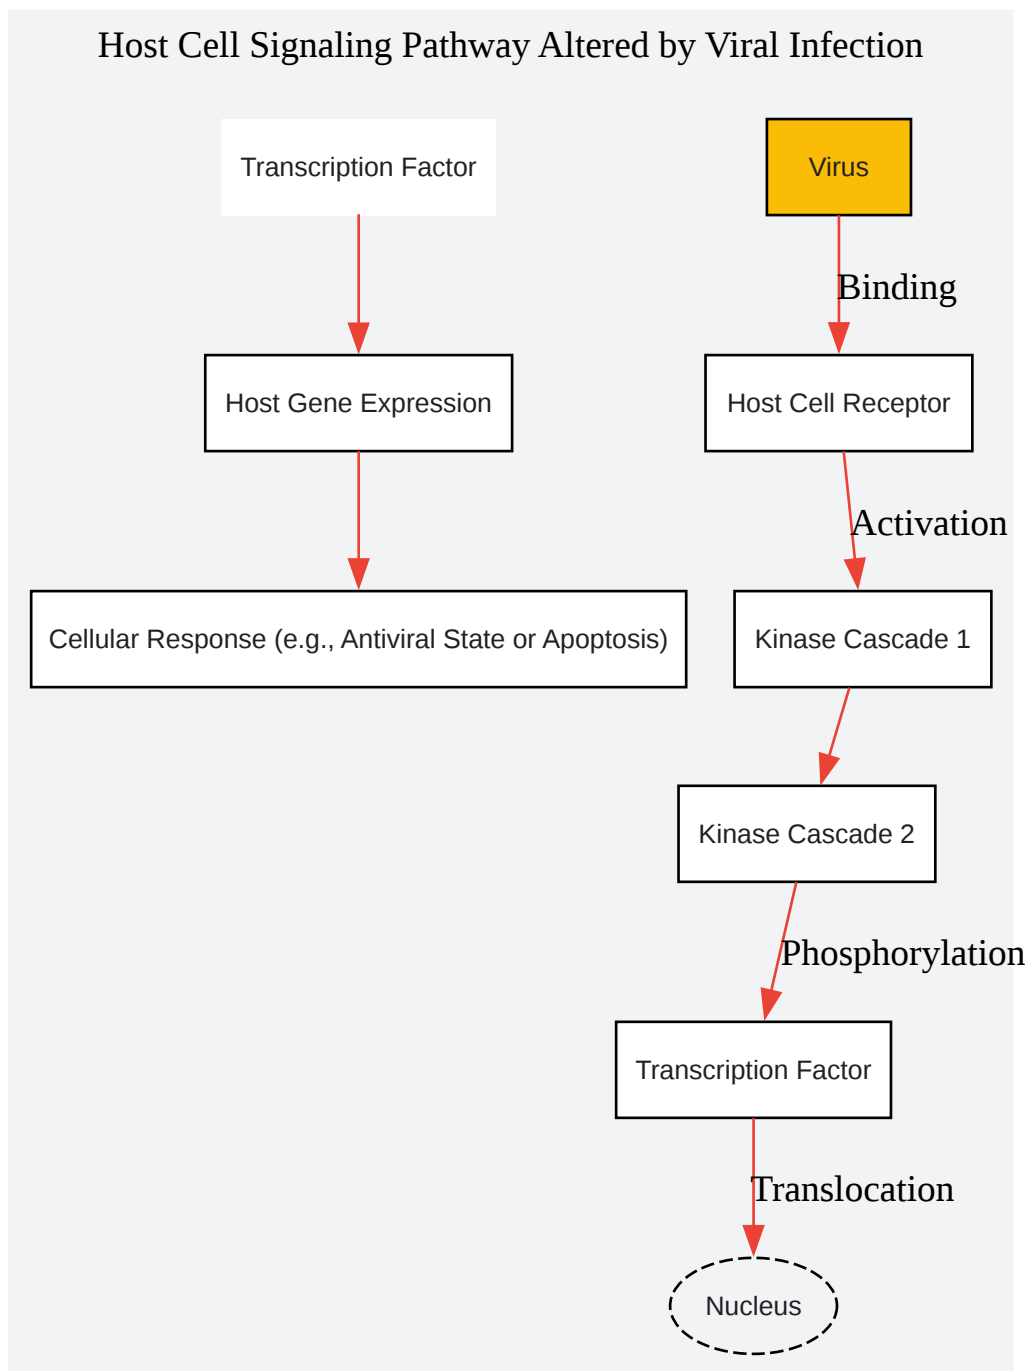 Host Cell Signaling Pathway Altered by Viral Infection
Transcription Factor
Virus
Binding
Host Gene Expression
Host Cell Receptor
Activation
Cellular Response (e.g., Antiviral State or Apoptosis)
Kinase Cascade 1
Kinase Cascade 2
Phosphorylation
Transcription Factor
Translocation
Nucleus